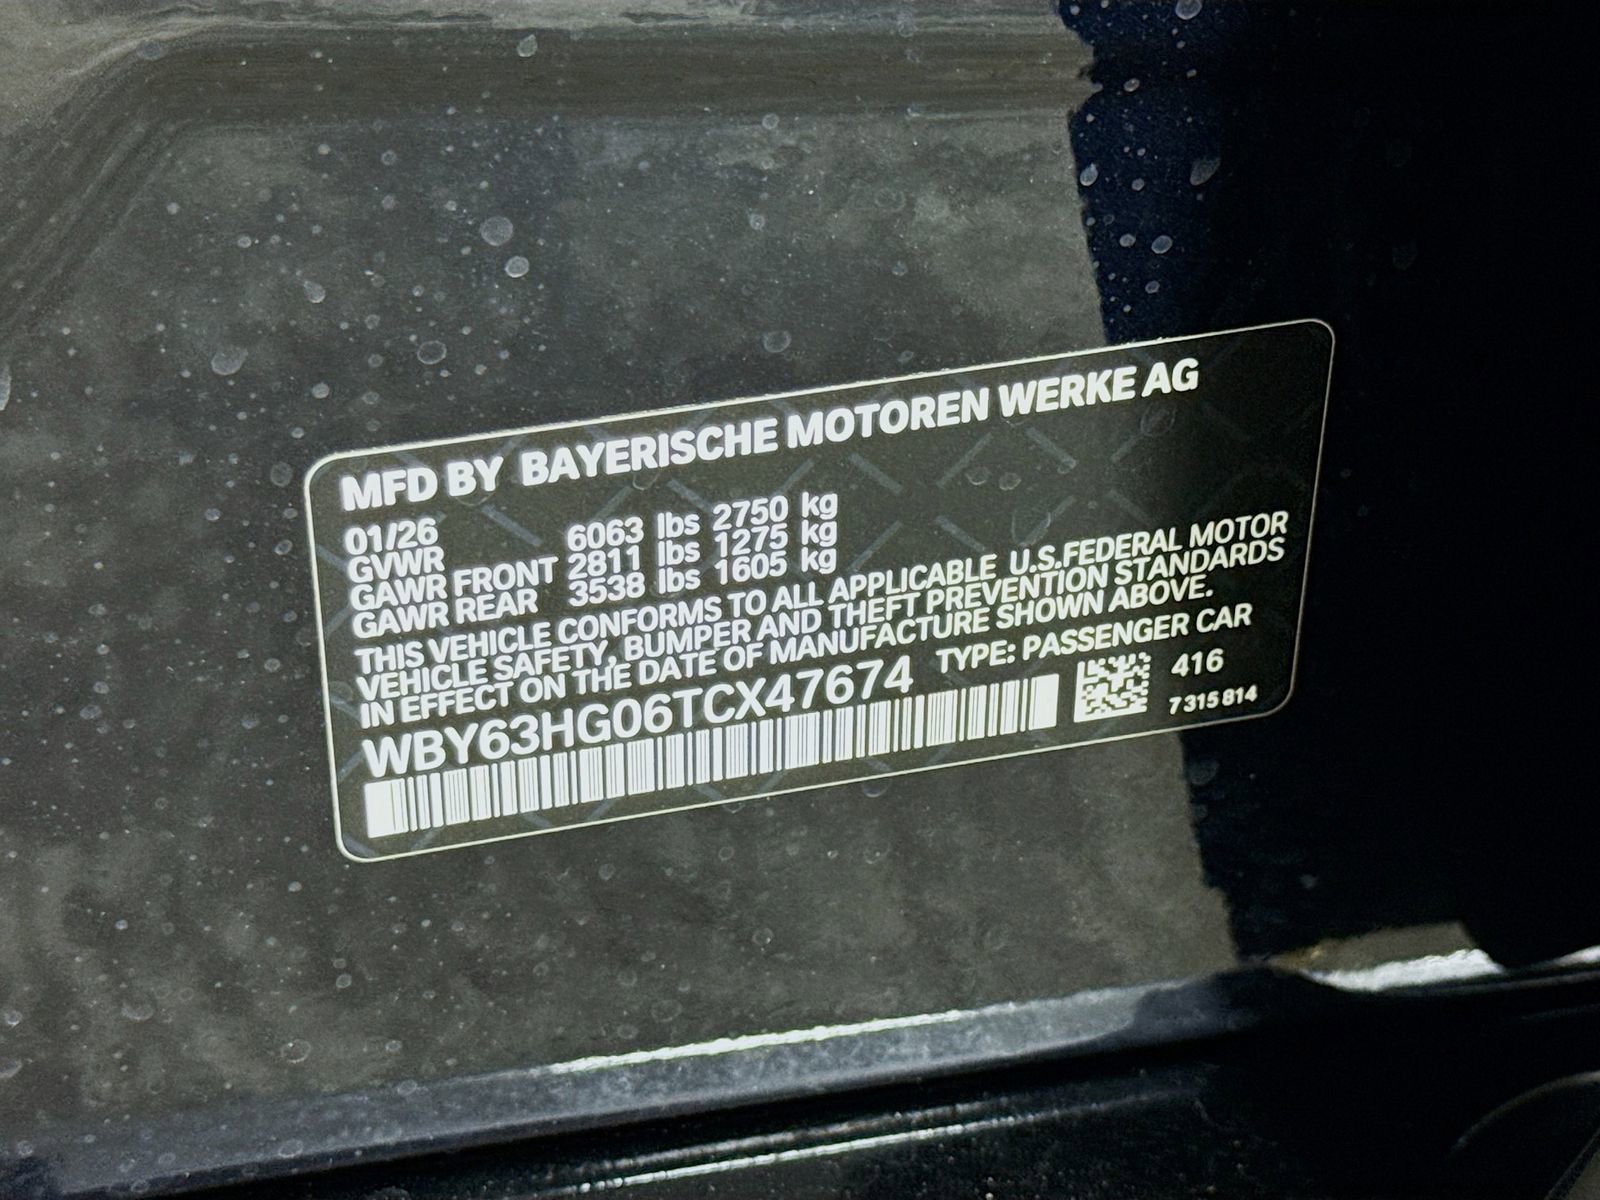 MFD BY BAYERISCHE MOTOREN WERKE AG
01/26
GVWR 6063 lbs 2750 kg
GAWR FRONT 2811 lbs 1275 kg
GAWR REAR 3538 lbs 1605 kg
THIS VEHICLE CONFORMS TO ALL APPLICABLE U.S.FEDERAL MOTOR
VEHICLE SAFETY, BUMPER AND THEFT PREVENTION STANDARDS
IN EFFECT ON THE DATE OF MANUFACTURE SHOWN ABOVE.
WBY63HG06TCX47674 TYPE: PASSENGER CAR
416
7 315 814